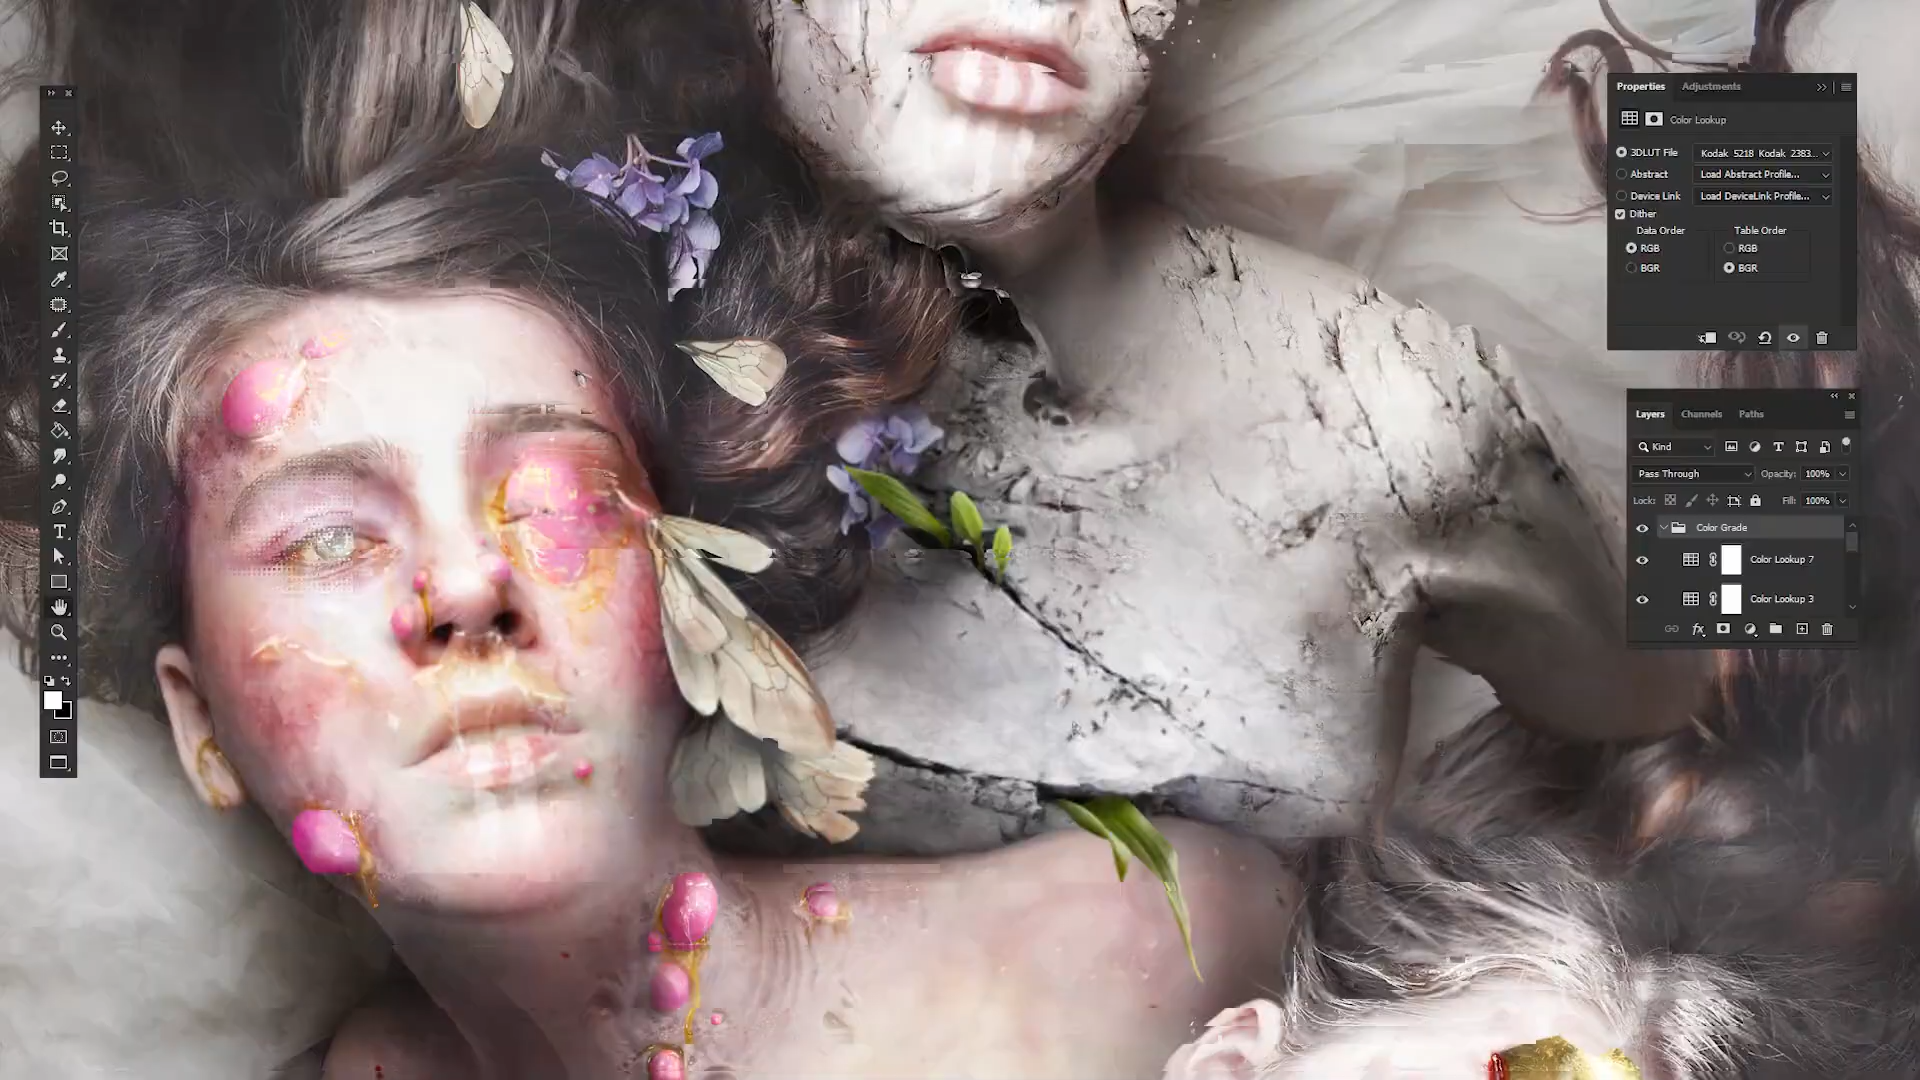 Properties Adjustments
Color Lookup
3DLUT File Kodak 5218 Kodak 2383...
Abstract Load Abstract Profile...
Device Link Load DeviceLink Profile...
Dither
Data Order Table Order
RGB RGB
BGR BGR
Layers Channels Paths
Kind
Pass Through Opacity: 100%
Lock: Fill: 100%
Color Grade
Color Lookup 7
Color Lookup 3
fx